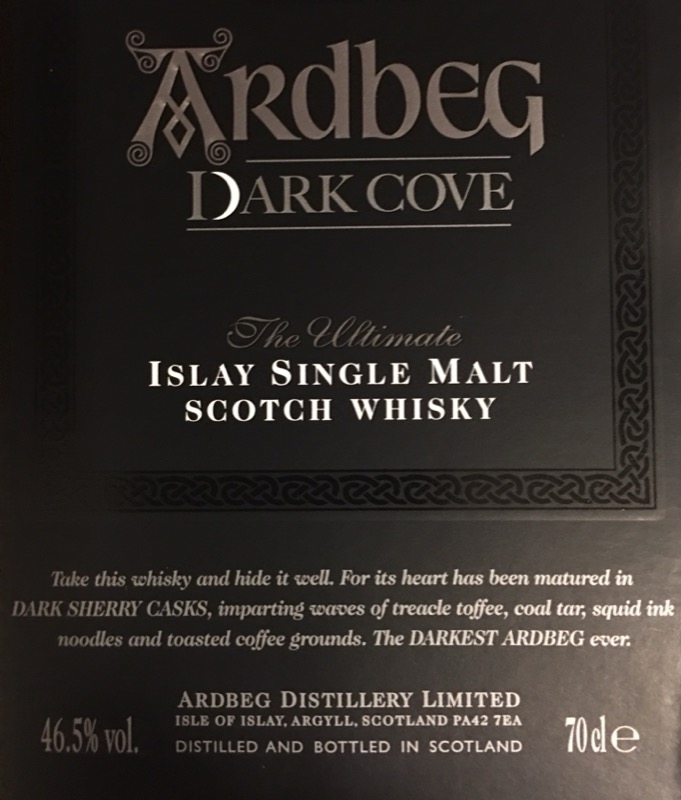 ARDBEG
DARK COVE
The Ultimate
ISLAY SINGLE MALT
SCOTCH WHISKY
Take this whisky and hide it well. For its heart has been matured in
DARK SHERRY CASKS, imparting waves of treacle toffee, coal tar, squid ink
noodles and toasted coffee grounds. The DARKEST ARDBEG ever.
ARDBEG DISTILLERY LIMITED
ISLE OF ISLAY, ARGYLL, SCOTLAND PA42 7EA
46.5% vol. DISTILLED AND BOTTLED IN SCOTLAND 70 cl e